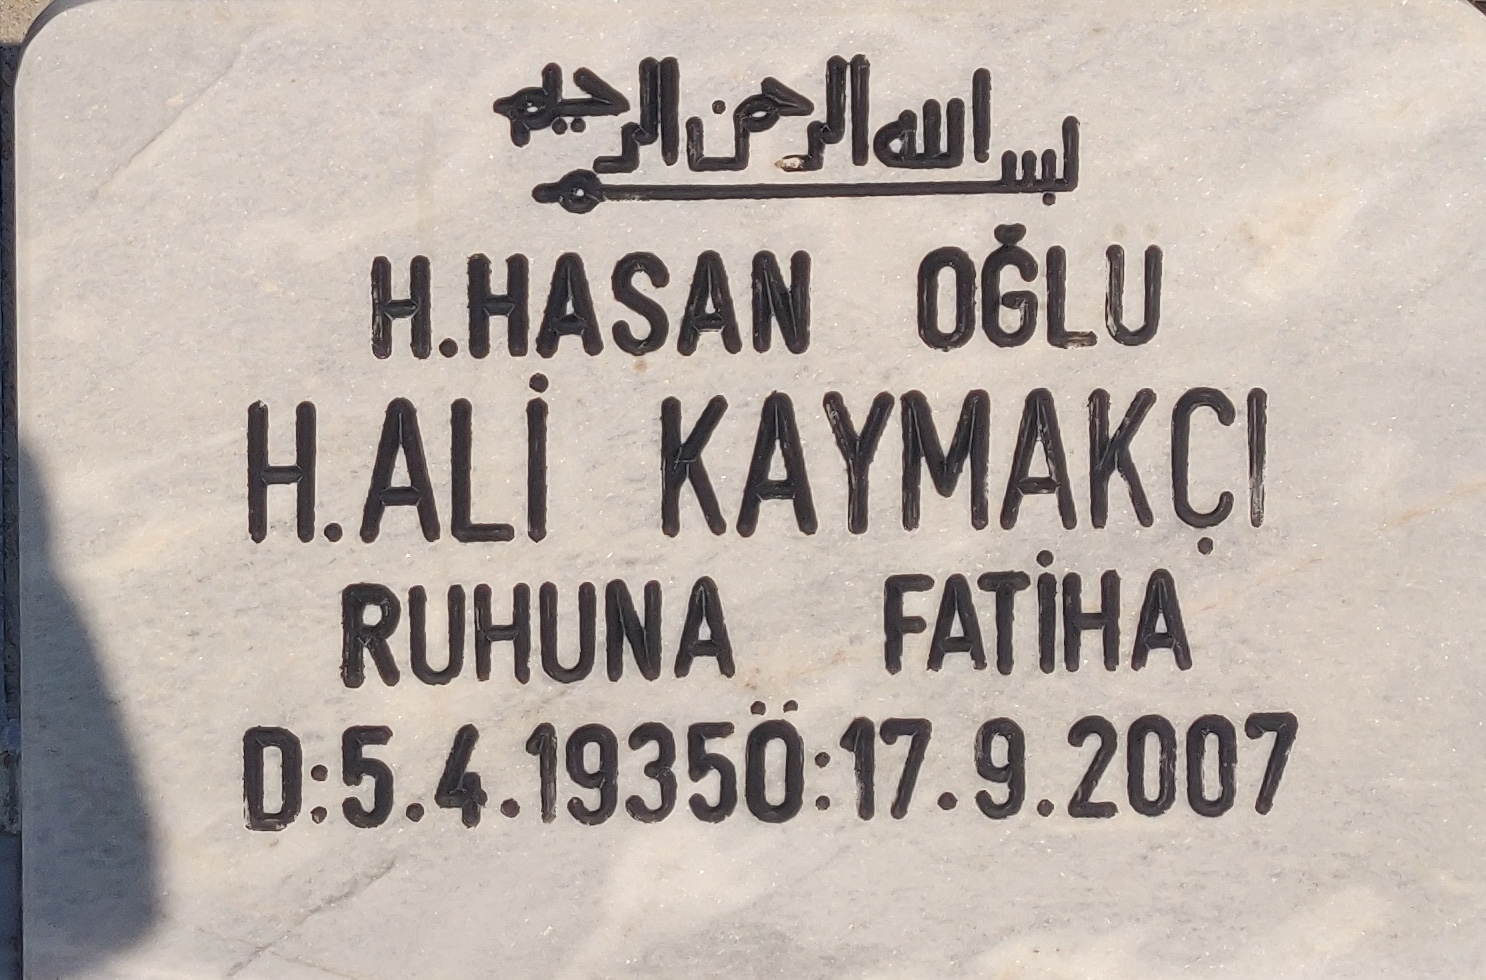 بسم الله الرحمن الرحيم
H.HASAN OĞLU
H.ALİ KAYMAKÇI
RUHUNA FATİHA
D:5.4.1935Ö:17.9.2007